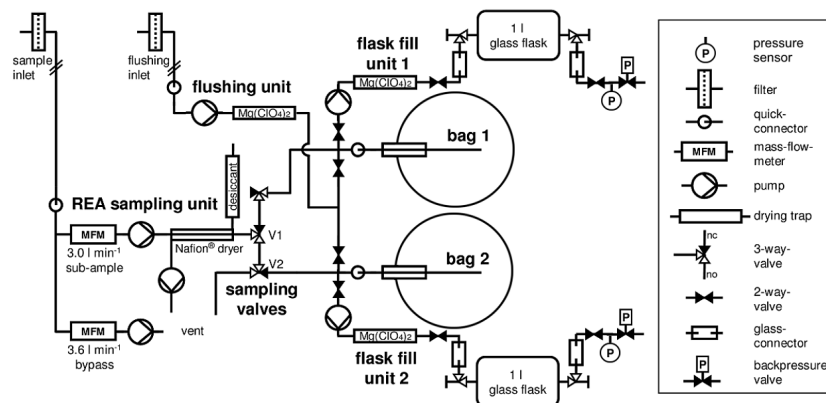 sample
inlet
flushing
inlet
flushing unit
Mg(ClO₄)₂
flask fill
unit 1
Mg(ClO₄)₂
1 l
glass flask
P
P
bag 1
REA sampling unit
desiccant
MFM
3.0 l min⁻¹
sub-ample
Nafion® dryer
V1
V2
sampling
valves
bag 2
MFM
3.6 l min⁻¹
bypass
vent
Mg(ClO₄)₂
flask fill
unit 2
1 l
glass flask
P
P
P
pressure
sensor
filter
quick-
connector
MFM
mass-flow-
meter
pump
drying trap
nc
no
3-way-
valve
2-way-
valve
glass-
connector
P
backpressure
valve